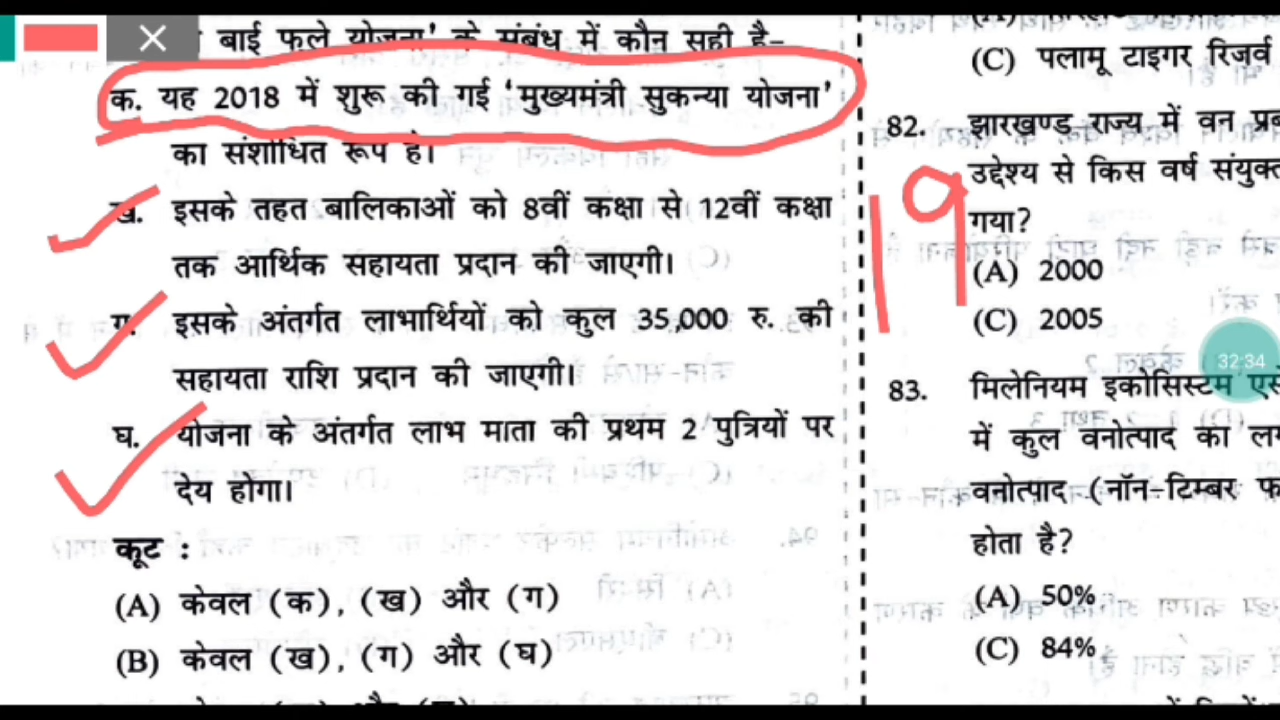 बाई फूले योजना' के संबंध में कौन सही है-
क. यह 2018 में शुरू की गई 'मुख्यमंत्री सुकन्या योजना'
का संशोधित रूप है।
ख. इसके तहत बालिकाओं को 8वीं कक्षा से 12वीं कक्षा
तक आर्थिक सहायता प्रदान की जाएगी।
ग. इसके अंतर्गत लाभार्थियों को कुल 35,000 रु. की
सहायता राशि प्रदान की जाएगी।
घ. योजना के अंतर्गत लाभ माता की प्रथम 2 पुत्रियों पर
देय होगा।
कूट :
(A) केवल (क), (ख) और (ग)
(B) केवल (ख), (ग) और (घ)
19
(C) पलामू टाइगर रिजर्व
82. झारखण्ड राज्य में वन
उद्देश्य से किस वर्ष
गया?
(A) 2000
(C) 2005
32:34
83. मिलेनियम इकोसिस्टम
में कुल वनोत्पाद का
वनोत्पाद (नॉन-टिम्बर
होता है?
(A) 50%
(C) 84%